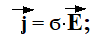 j = σ·E;